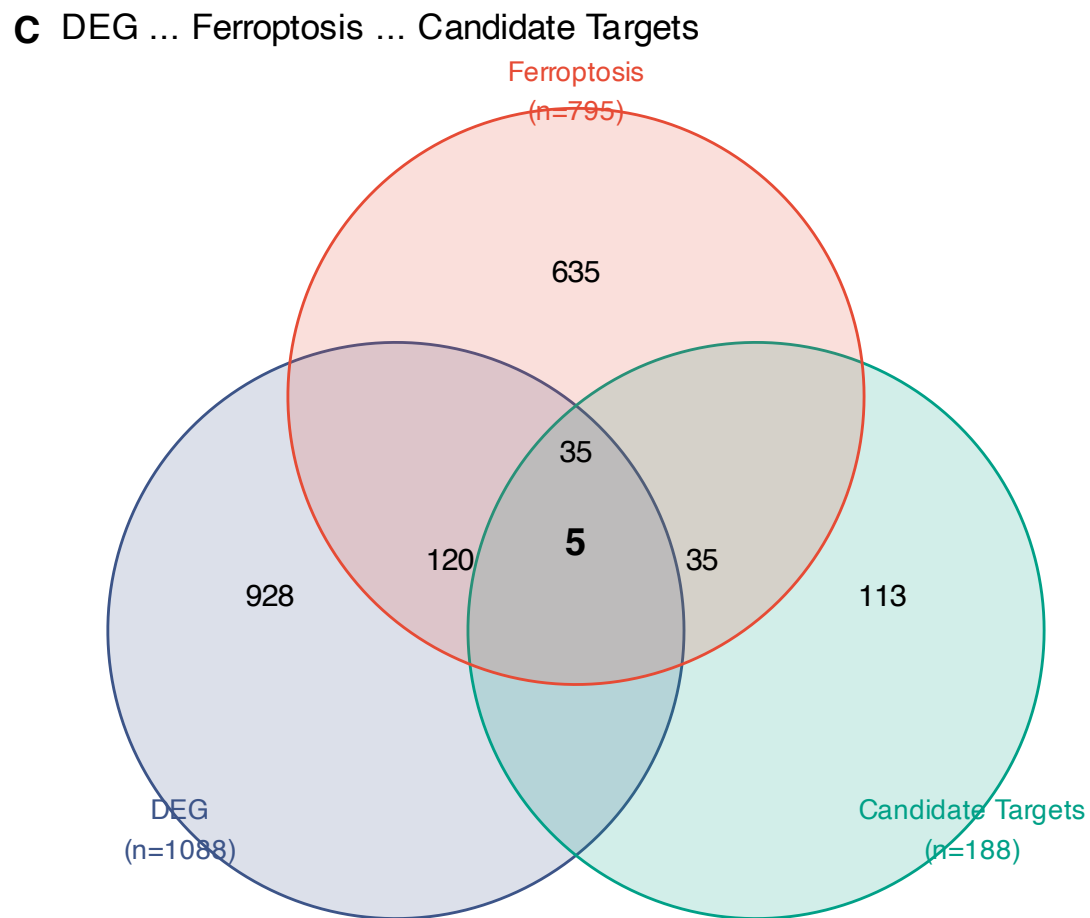 C DEG ... Ferroptosis ... Candidate Targets
Ferroptosis
(n=795)
635
35
5
120
35
928
113
DEG
(n=1088)
Candidate Targets
(n=188)